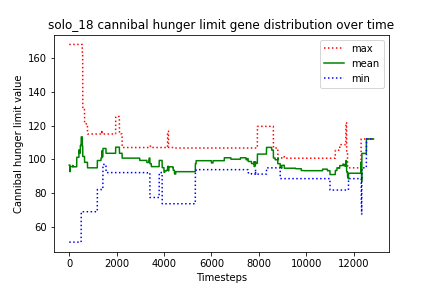 solo_18 cannibal hunger limit gene distribution over time
max
mean
min
Cannibal hunger limit value
160
140
120
100
80
60
0
2000
4000
6000
8000
10000
12000
Timesteps